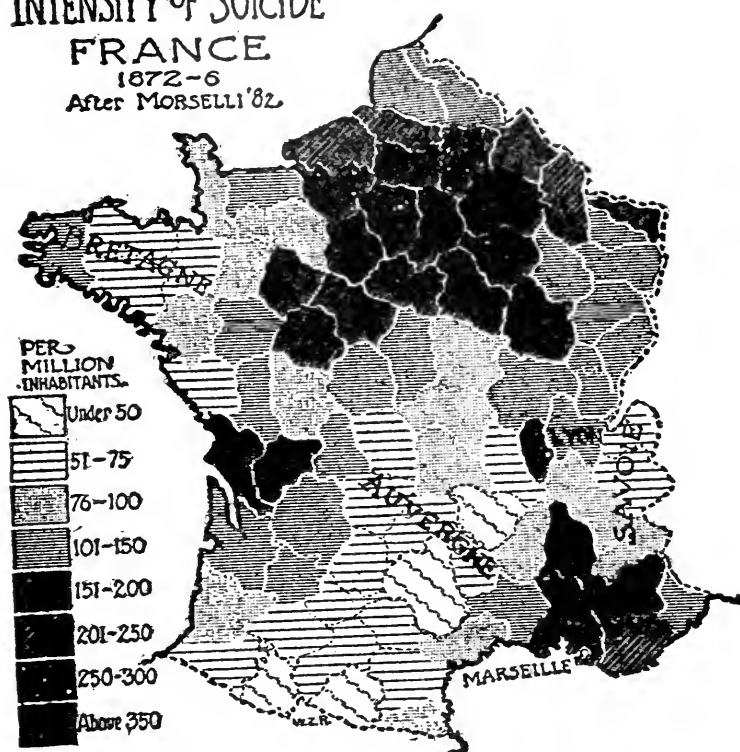 INTENSITY OF SUICIDE
FRANCE
1872-6
After MORSELLI '82
BRETAGNE
PER
MILLION
INHABITANTS.
Under 50
51-75
76-100
101-150
151-200
201-250
250-300
Above 350
LYON
SAVOIE
AUVERGNE
MARSEILLE
W.Z.R.